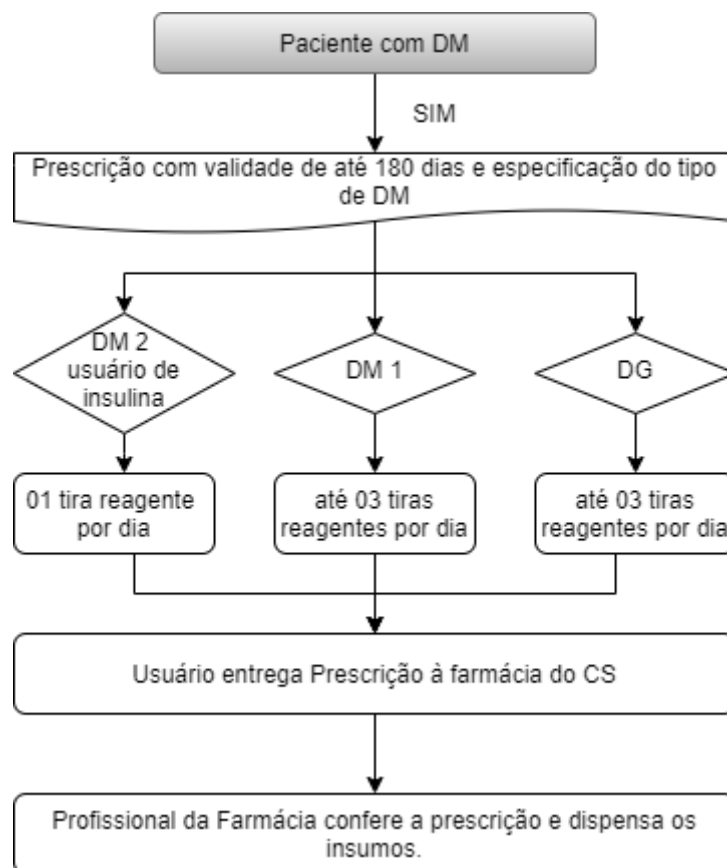 Paciente com DM
SIM
Prescrição com validade de até 180 dias e especificação do tipo
de DM
DM 2
usuário de
insulina
DM 1
DG
01 tira reagente
por dia
até 03 tiras
reagentes por dia
até 03 tiras
reagentes por dia
Usuário entrega Prescrição à farmácia do CS
Profissional da Farmácia confere a prescrição e dispensa os
insumos.